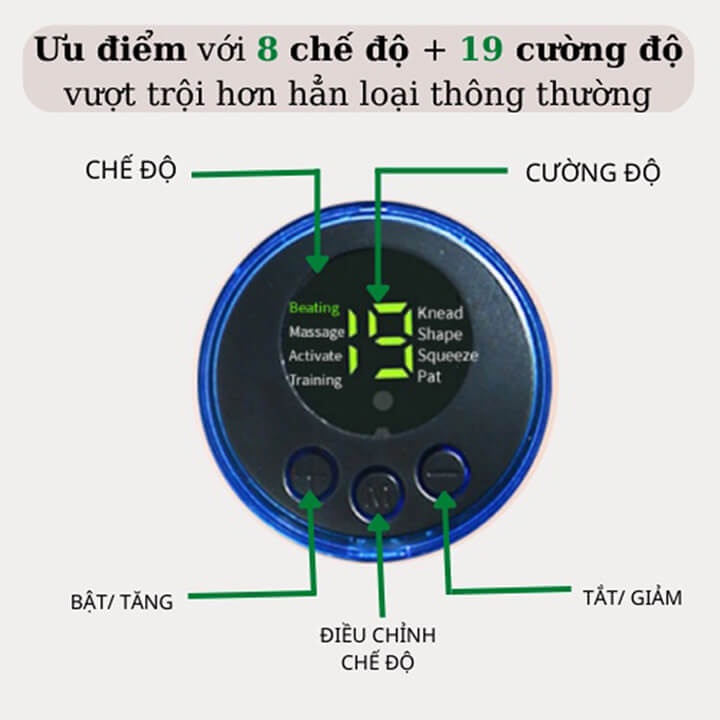 Ưu điểm với 8 chế độ + 19 cường độ
vượt trội hơn hẳn loại thông thường
CHẾ ĐỘ
CƯỜNG ĐỘ
Beating
Massage
Activate
Training
19
Knead
Shape
Squeeze
Pat
+
M
−
BẬT/ TĂNG
ĐIỀU CHỈNH
CHẾ ĐỘ
TẮT/ GIẢM